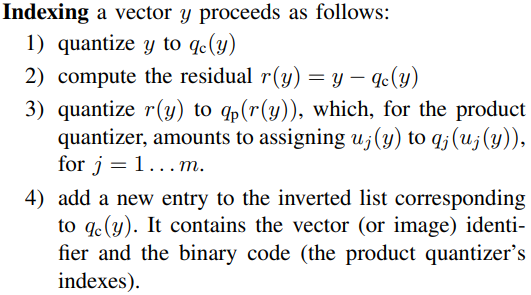 Indexing a vector y proceeds as follows:
1) quantize y to q_c(y)
2) compute the residual r(y) = y − q_c(y)
3) quantize r(y) to q_p(r(y)), which, for the product
quantizer, amounts to assigning u_j(y) to q_j(u_j(y)),
for j = 1 . . . m.
4) add a new entry to the inverted list corresponding
to q_c(y). It contains the vector (or image) identi-
fier and the binary code (the product quantizer’s
indexes).